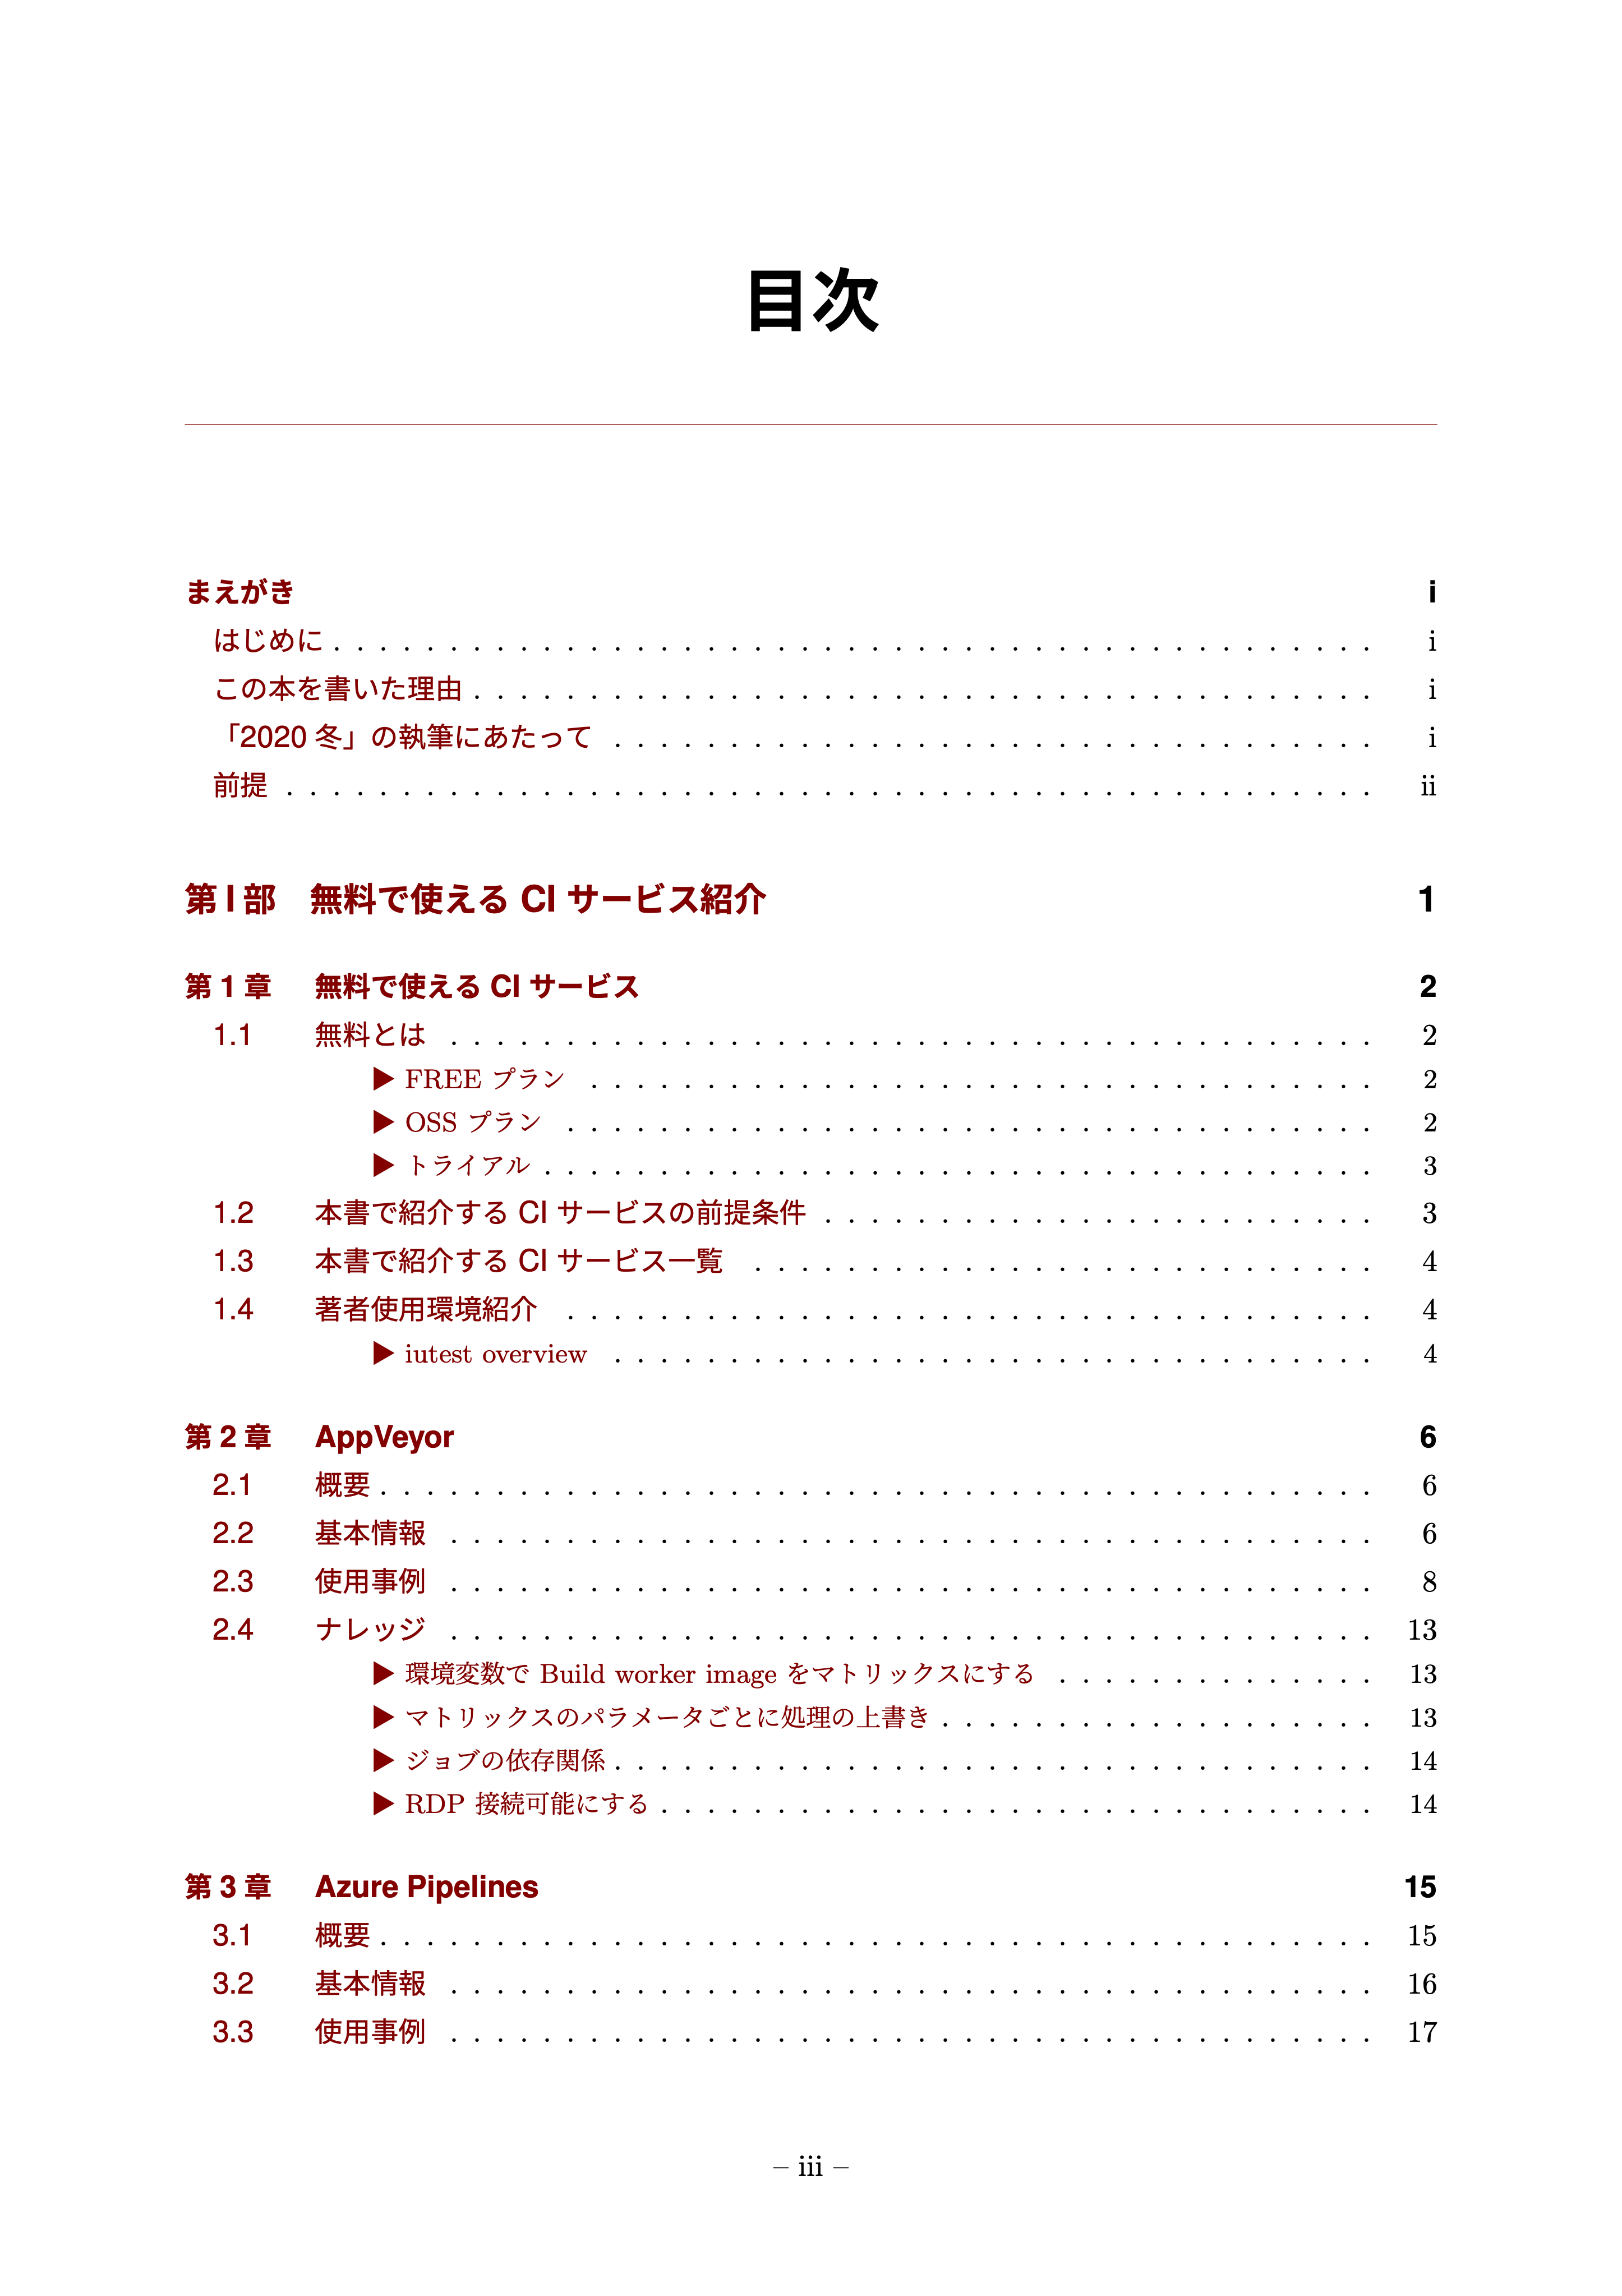 目次
まえがき i
はじめに . . . . . . . . . . . . . . . . . . . . i
この本を書いた理由 . . . . . . . . . . . . . . . . . . . . i
「2020 冬」の執筆にあたって . . . . . . . . . . . . . . . . . . . . i
前提 . . . . . . . . . . . . . . . . . . . . ii
第 I 部 無料で使える CI サービス紹介 1
第 1 章 無料で使える CI サービス 2
1.1 無料とは . . . . . . . . . . . . . . . . . . . . 2
▶ FREE プラン . . . . . . . . . . . . . . . . . . . . 2
▶ OSS プラン . . . . . . . . . . . . . . . . . . . . 2
▶ トライアル . . . . . . . . . . . . . . . . . . . . 3
1.2 本書で紹介する CI サービスの前提条件 . . . . . . . . . . . . . . . . . . . . 3
1.3 本書で紹介する CI サービス一覧 . . . . . . . . . . . . . . . . . . . . 4
1.4 著者使用環境紹介 . . . . . . . . . . . . . . . . . . . . 4
▶ iutest overview . . . . . . . . . . . . . . . . . . . . 4
第 2 章 AppVeyor 6
2.1 概要 . . . . . . . . . . . . . . . . . . . . 6
2.2 基本情報 . . . . . . . . . . . . . . . . . . . . 6
2.3 使用事例 . . . . . . . . . . . . . . . . . . . . 8
2.4 ナレッジ . . . . . . . . . . . . . . . . . . . . 13
▶ 環境変数で Build worker image をマトリックスにする . . . . . . . . . . . . . . 13
▶ マトリックスのパラメータごとに処理の上書き . . . . . . . . . . . . . . . . . . . 13
▶ ジョブの依存関係 . . . . . . . . . . . . . . . . . . . . 14
▶ RDP 接続可能にする . . . . . . . . . . . . . . . . . . . . 14
第 3 章 Azure Pipelines 15
3.1 概要 . . . . . . . . . . . . . . . . . . . . 15
3.2 基本情報 . . . . . . . . . . . . . . . . . . . . 16
3.3 使用事例 . . . . . . . . . . . . . . . . . . . . 17
– iii –